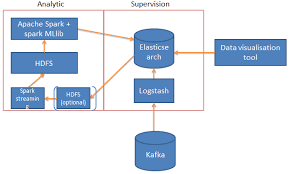 Analytic
Supervision
Apache Spark +
spark MLlib
Elasticse
arch
Data visualisation
tool
HDFS
Logstash
Spark
streamin
HDFS
(optional)
Kafka